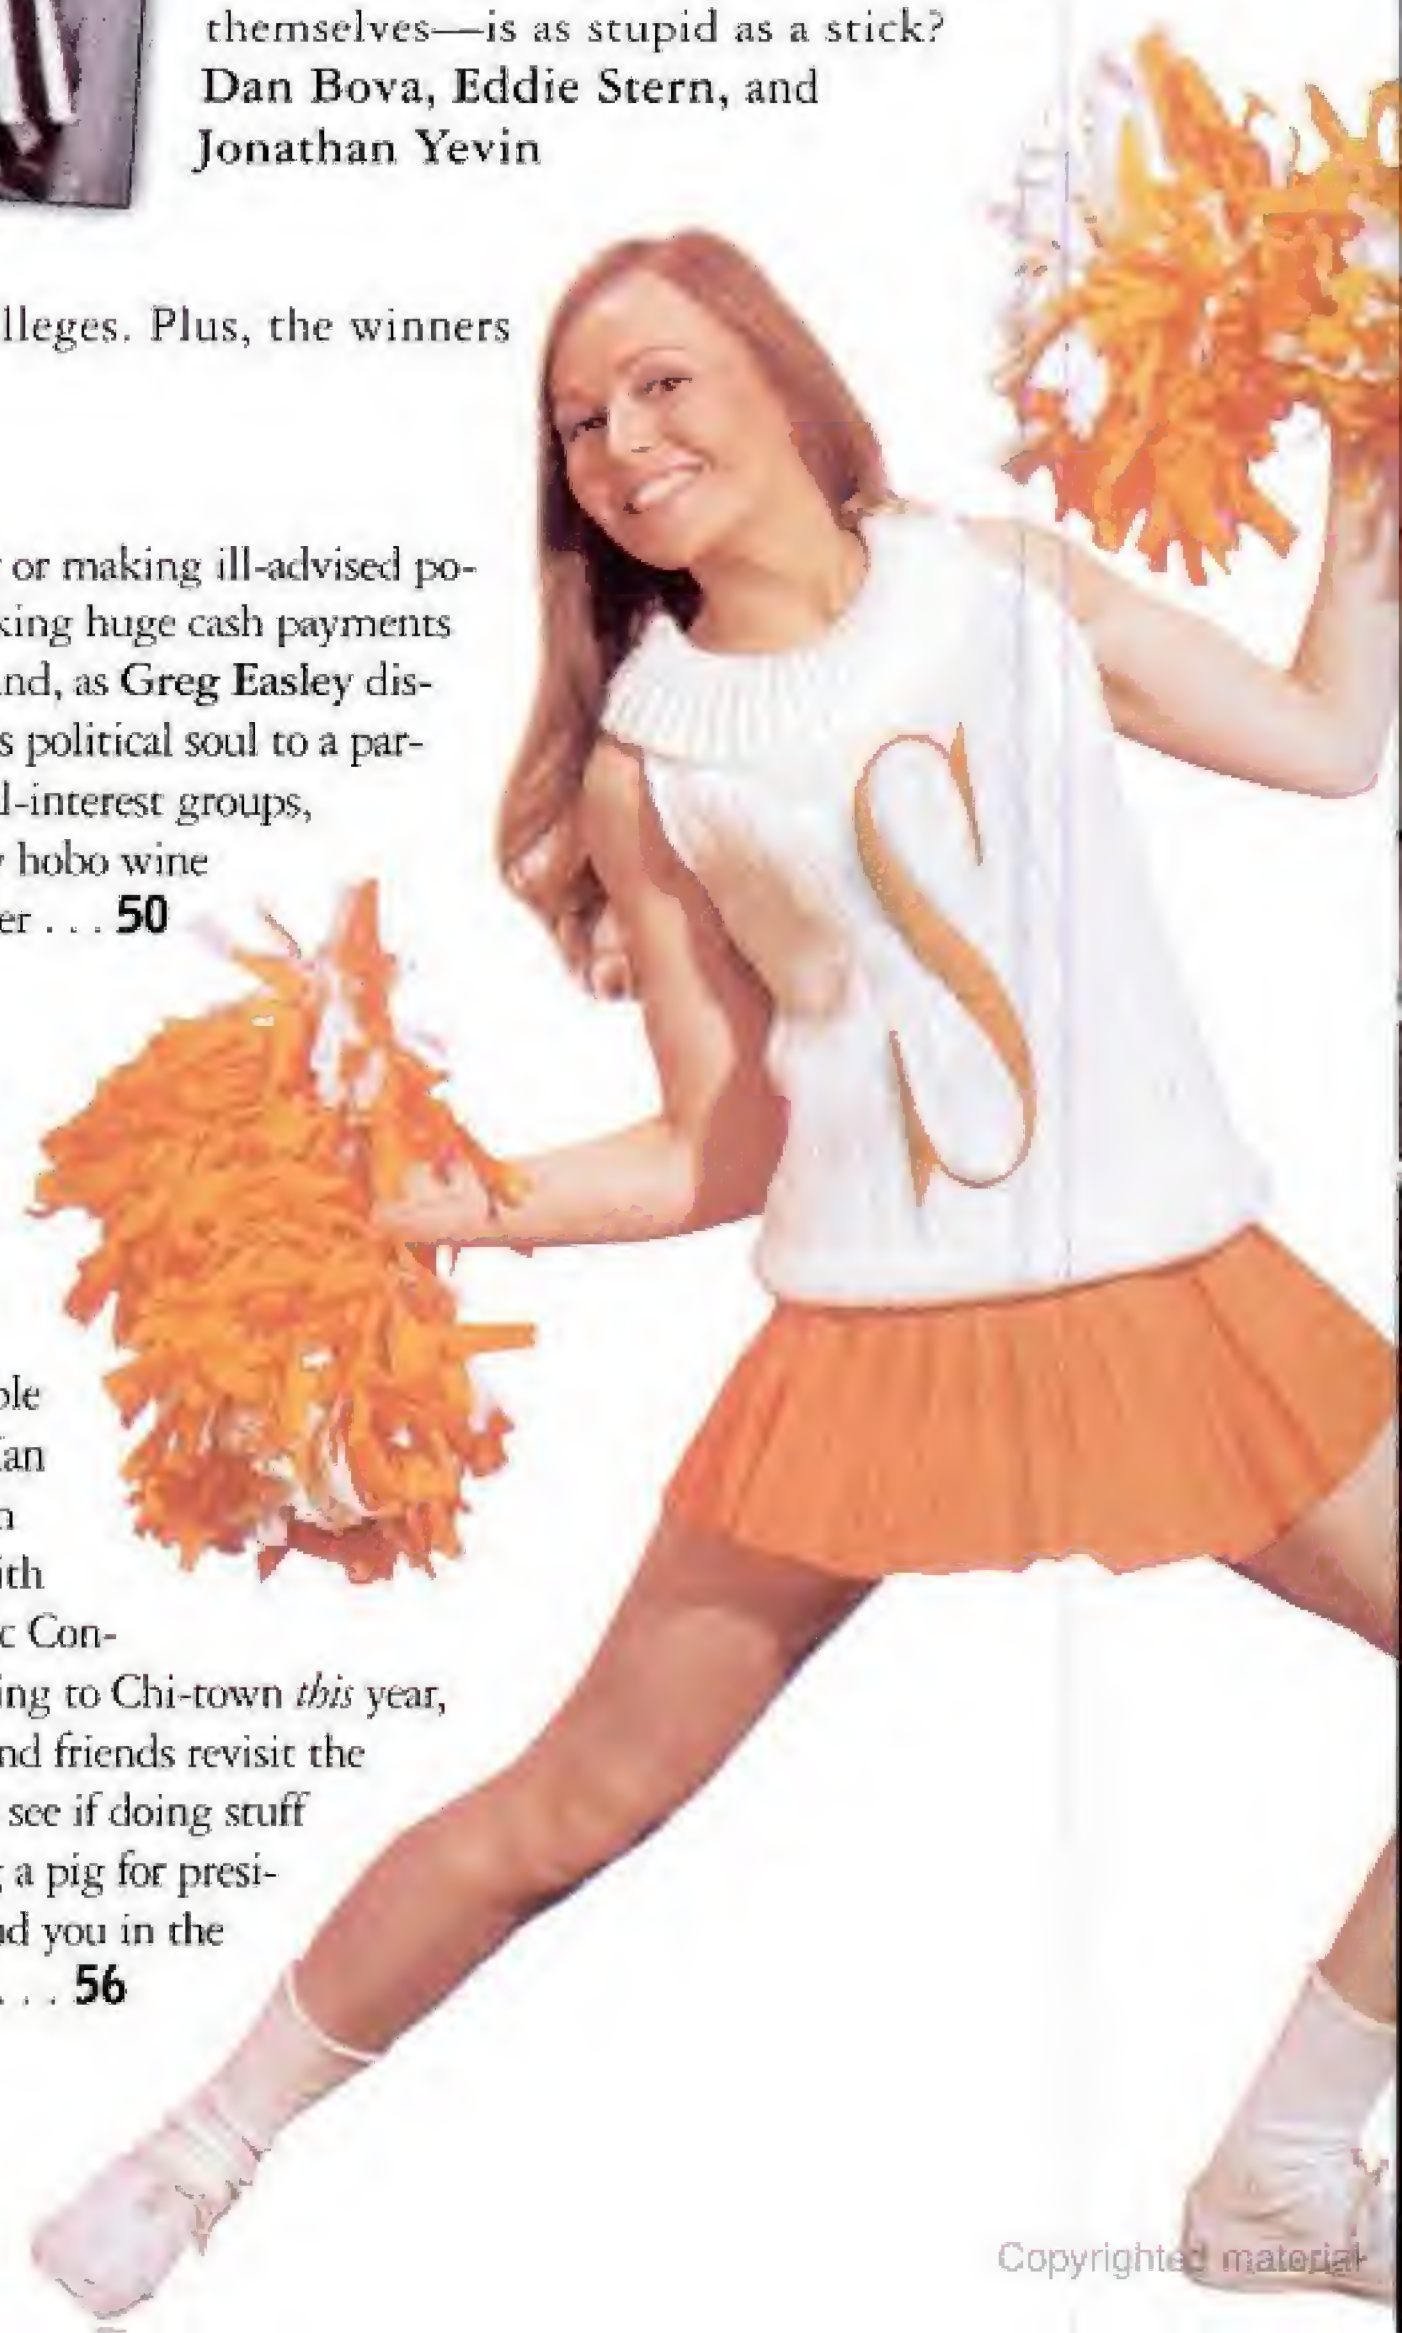 themselves—is as stupid as a stick?
Dan Bova, Eddie Stern, and
Jonathan Yevin
lleges. Plus, the winners
or making ill-advised po-
king huge cash payments
nd, as Greg Easley dis-
s political soul to a par-
l-interest groups,
hobo wine
er . . . 50
S
ple
an
n
ith
c Con-
ing to Chi-town this year,
nd friends revisit the
see if doing stuff
g a pig for presi-
nd you in the
. . . 56
Copyrighted material